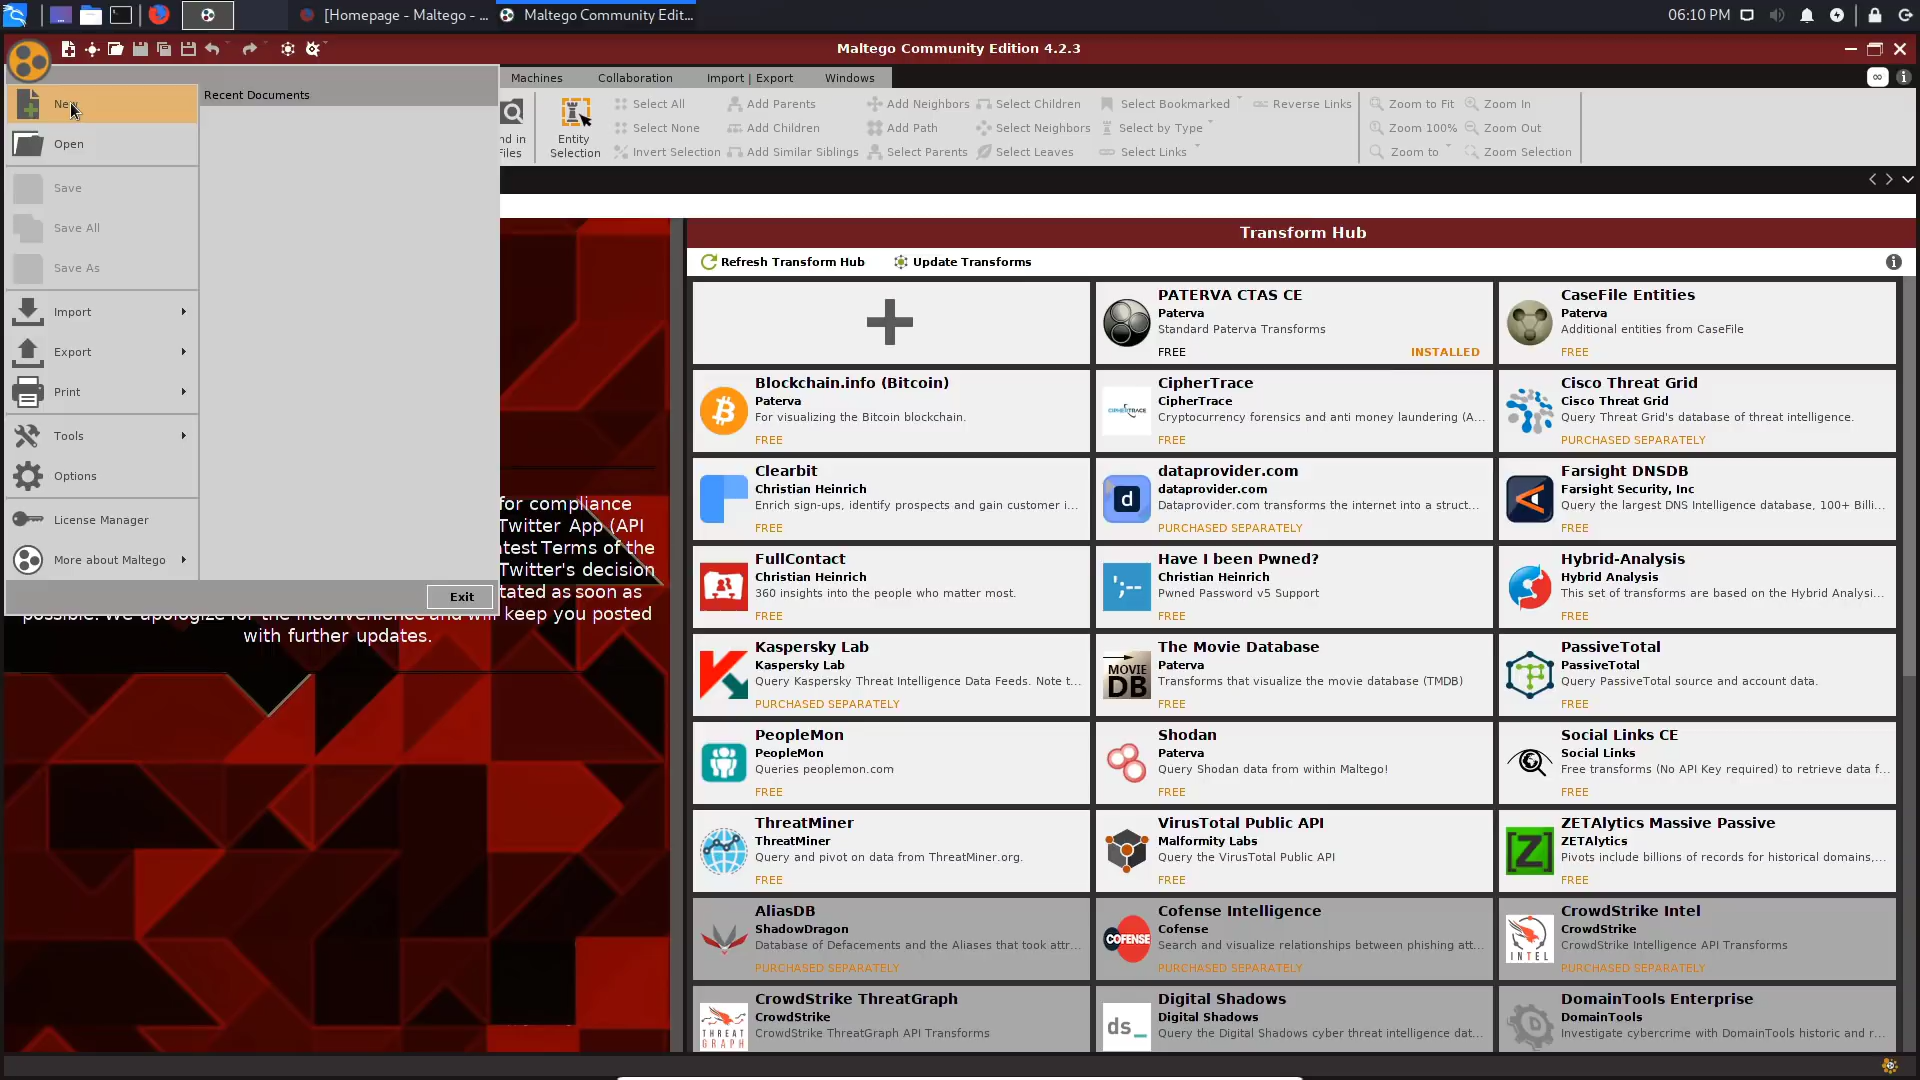 [Homepage - Maltego - ...
Maltego Community Edit...
06:10 PM
Maltego Community Edition 4.2.3
Machines
Collaboration
Import | Export
Windows
New
Recent Documents
Open
Save
Save All
Save As
Import
Export
Print
Tools
Options
License Manager
More about Maltego
Exit
nd in
Files
Entity
Selection
Select All
Select None
Invert Selection
Add Parents
Add Children
Add Similar Siblings
Add Neighbors
Add Path
Select Parents
Select Children
Select Neighbors
Select Leaves
Select Bookmarked
Select by Type
Select Links
Reverse Links
Zoom to Fit
Zoom 100%
Zoom to
Zoom In
Zoom Out
Zoom Selection
for compliance
Twitter App (API
test Terms of the
Twitter's decision
tated as soon as
possible. We apologize for the inconvenience and will keep you posted
with further updates.
Transform Hub
Refresh Transform Hub
Update Transforms
PATERVA CTAS CE
Paterva
Standard Paterva Transforms
FREE
INSTALLED
CaseFile Entities
Paterva
Additional entities from CaseFile
FREE
Blockchain.info (Bitcoin)
Paterva
For visualizing the Bitcoin blockchain.
FREE
CipherTrace
CipherTrace
Cryptocurrency forensics and anti money laundering (A...
FREE
CIPHERTRACE
Cisco Threat Grid
Cisco Threat Grid
Query Threat Grid's database of threat intelligence.
PURCHASED SEPARATELY
Clearbit
Christian Heinrich
Enrich sign-ups, identify prospects and gain customer i...
FREE
d
dataprovider.com
dataprovider.com
Dataprovider.com transforms the internet into a struct...
PURCHASED SEPARATELY
Farsight DNSDB
Farsight Security, Inc
Query the largest DNS Intelligence database, 100+ Billi...
FREE
FullContact
Christian Heinrich
360 insights into the people who matter most.
FREE
';--
Have I been Pwned?
Christian Heinrich
Pwned Password v5 Support
FREE
Hybrid-Analysis
Hybrid Analysis
This set of transforms are based on the Hybrid Analysi...
FREE
Kaspersky Lab
Kaspersky Lab
Query Kaspersky Threat Intelligence Data Feeds. Note t...
PURCHASED SEPARATELY
MOVIE
DB
The Movie Database
Paterva
Transforms that visualize the movie database (TMDB)
FREE
PassiveTotal
PassiveTotal
Query PassiveTotal source and account data.
FREE
PeopleMon
PeopleMon
Queries peoplemon.com
FREE
Shodan
Paterva
Query Shodan data from within Maltego!
FREE
Social Links CE
Social Links
Free transforms (No API Key required) to retrieve data f...
FREE
ThreatMiner
ThreatMiner
Query and pivot on data from ThreatMiner.org.
FREE
VirusTotal Public API
Malformity Labs
Query the VirusTotal Public API
FREE
Z
ZETAlytics Massive Passive
ZETAlytics
Pivots include billions of records for historical domains,...
FREE
AliasDB
ShadowDragon
Database of Defacements and the Aliases that took attr...
PURCHASED SEPARATELY
COFENSE
Cofense Intelligence
Cofense
Search and visualize relationships between phishing att...
PURCHASED SEPARATELY
INTEL
CrowdStrike Intel
CrowdStrike
CrowdStrike Intelligence API Transforms
PURCHASED SEPARATELY
THREAT
GRAPH
CrowdStrike ThreatGraph
CrowdStrike
CrowdStrike ThreatGraph API Transforms
ds_
Digital Shadows
Digital Shadows
Query the Digital Shadows cyber threat intelligence dat...
DomainTools Enterprise
DomainTools
Investigate cybercrime with DomainTools historic and r...